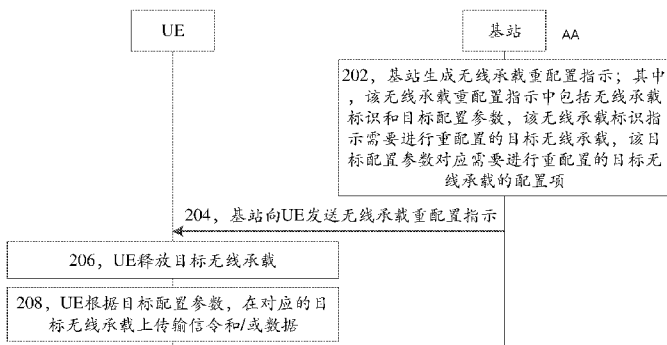 UE
基站
AA
202，基站生成无线承载重配置指示；其中
，该无线承载重配置指示中包括无线承载
标识和目标配置参数，该无线承载标识指
示需要进行重配置的目标无线承载，该目
标配置参数对应需要进行重配置的目标无
线承载的配置项
204，基站向UE发送无线承载重配置指示
206，UE释放目标无线承载
208，UE根据目标配置参数，在对应的目
标无线承载上传输信令和/或数据